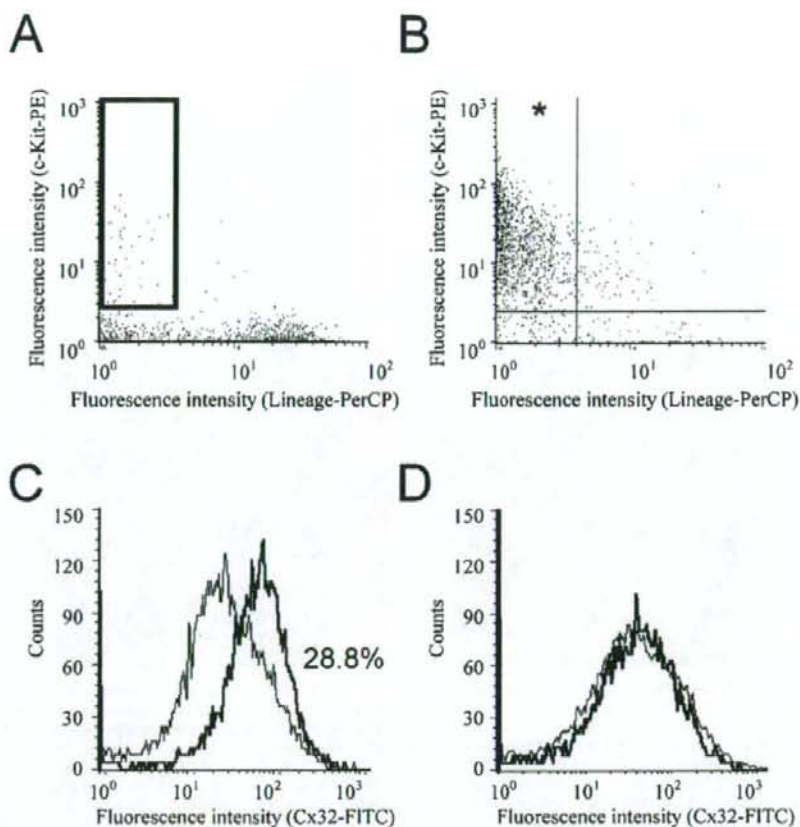 A
B
Fluorescence intensity (c-Kit-PE)
10³
10²
10¹
10⁰
10⁰ 10¹ 10²
Fluorescence intensity (Lineage-PerCP)
Fluorescence intensity (c-Kit-PE)
10³
*
10²
10¹
10⁰
10⁰ 10¹ 10²
Fluorescence intensity (Lineage-PerCP)
C
D
Counts
150
120
90
60
30
0
28.8%
10⁰ 10¹ 10² 10³
Fluorescence intensity (Cx32-FITC)
Counts
150
120
90
60
30
0
10⁰ 10¹ 10² 10³
Fluorescence intensity (Cx32-FITC)